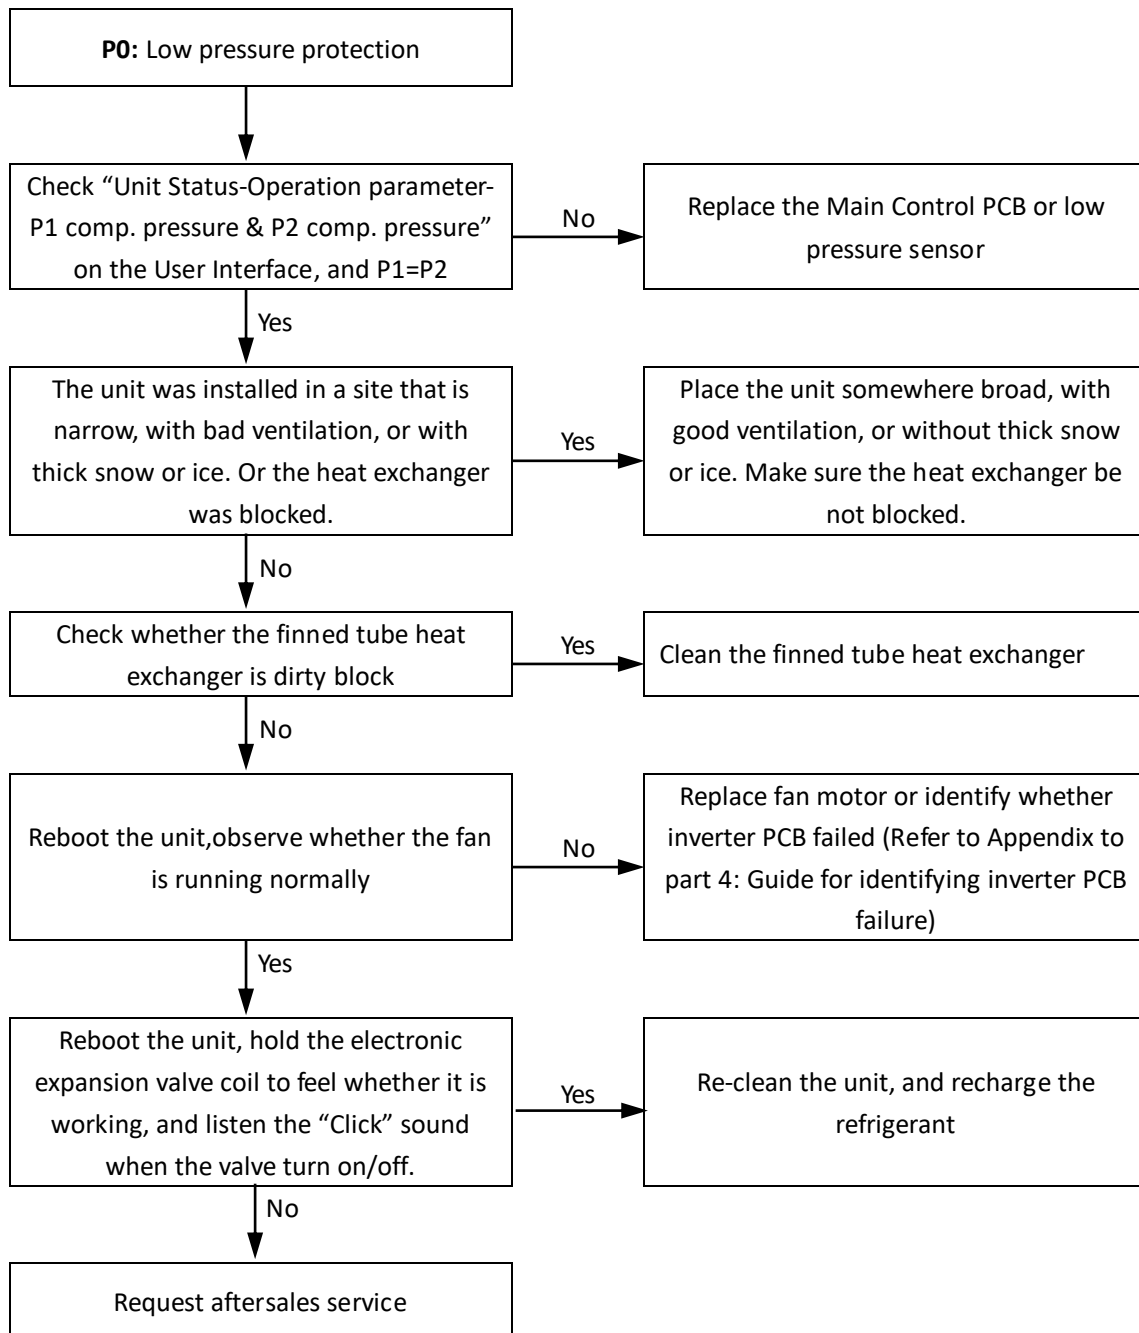 P0: Low pressure protection
Check “Unit Status-Operation parameter-
P1 comp. pressure & P2 comp. pressure”
on the User Interface, and P1=P2
No
Replace the Main Control PCB or low
pressure sensor
Yes
The unit was installed in a site that is
narrow, with bad ventilation, or with
thick snow or ice. Or the heat exchanger
was blocked.
Yes
Place the unit somewhere broad, with
good ventilation, or without thick snow
or ice. Make sure the heat exchanger be
not blocked.
No
Check whether the finned tube heat
exchanger is dirty block
Yes
Clean the finned tube heat exchanger
No
Reboot the unit,observe whether the fan
is running normally
No
Replace fan motor or identify whether
inverter PCB failed (Refer to Appendix to
part 4: Guide for identifying inverter PCB
failure)
Yes
Reboot the unit, hold the electronic
expansion valve coil to feel whether it is
working, and listen the “Click” sound
when the valve turn on/off.
Yes
Re-clean the unit, and recharge the
refrigerant
No
Request aftersales service